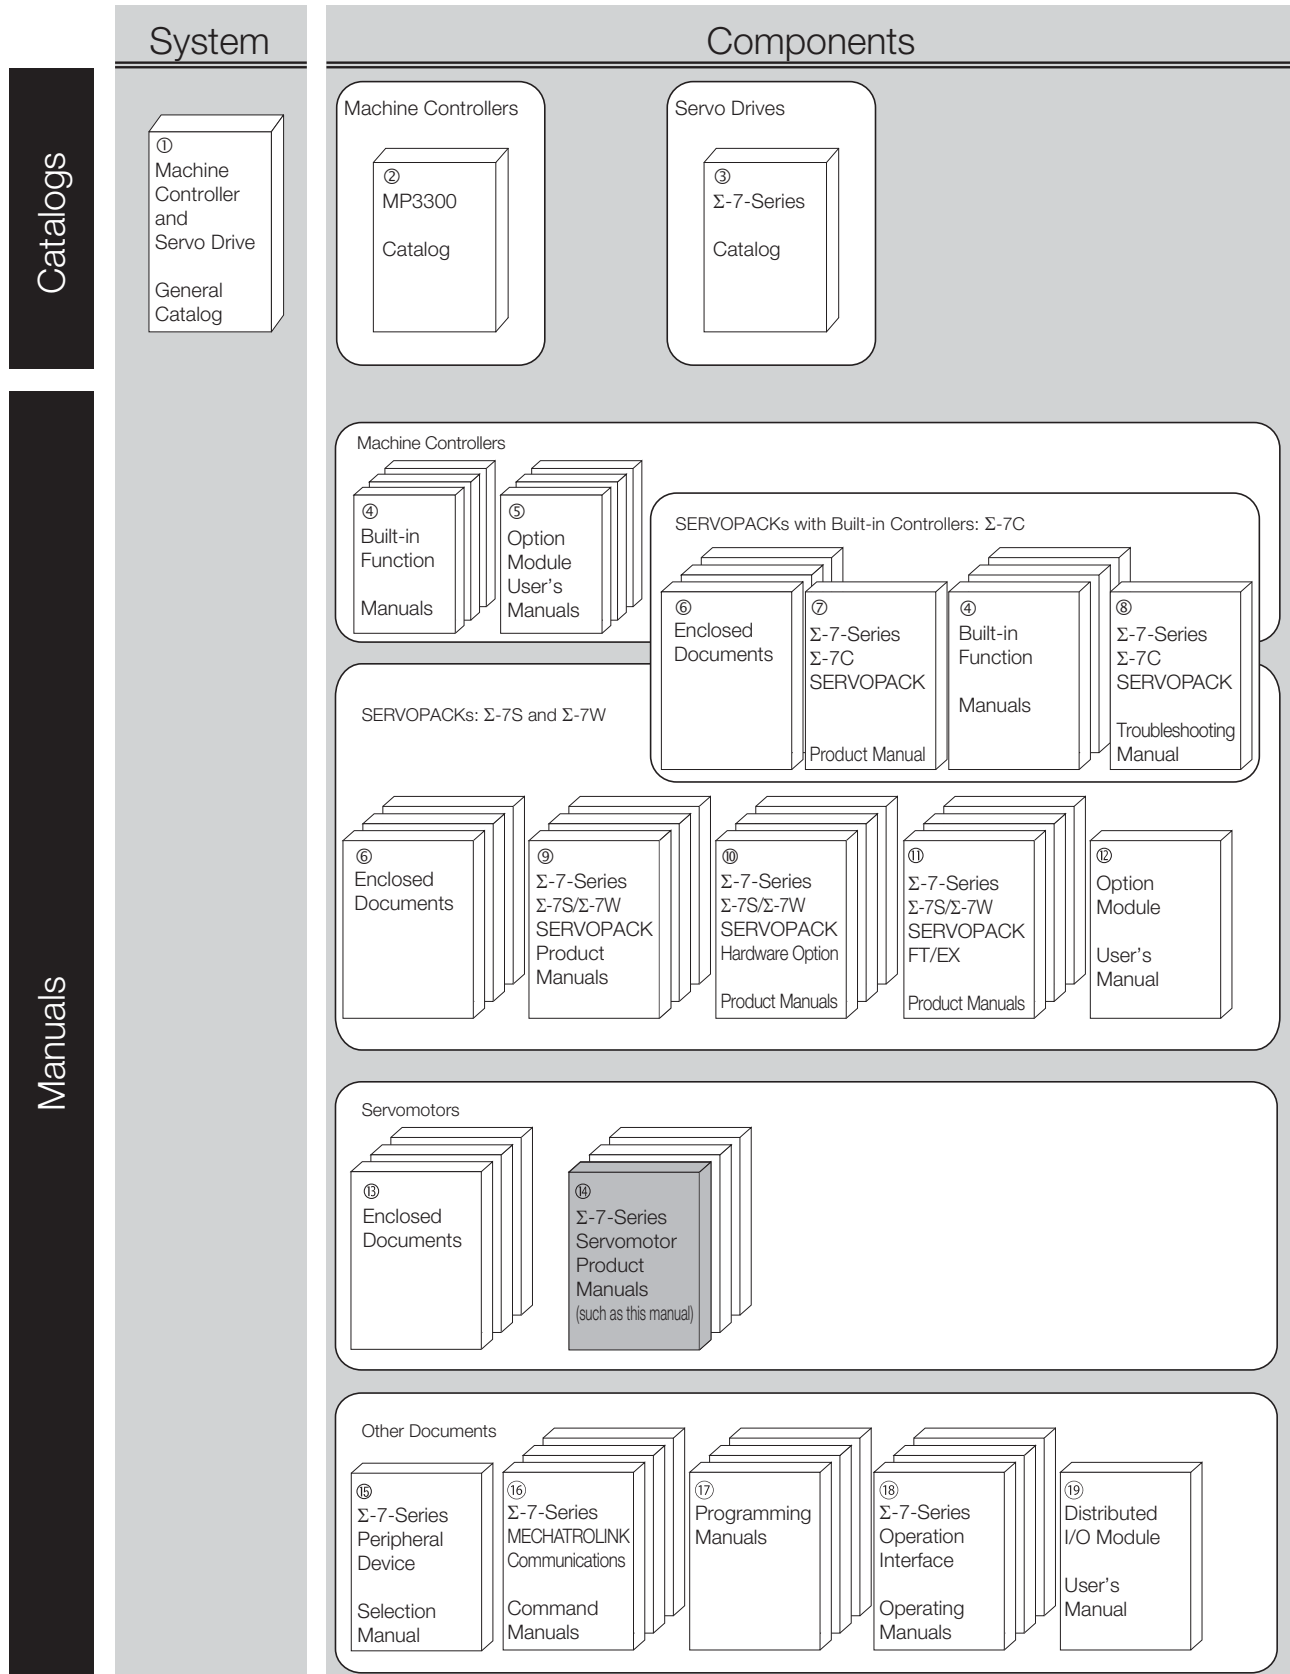 System
Components
Catalogs
①
Machine
Controller
and
Servo Drive
General
Catalog
Machine Controllers
②
MP3300
Catalog
Servo Drives
③
Σ-7-Series
Catalog
Manuals
Machine Controllers
④
Built-in
Function
Manuals
⑤
Option
Module
User's
Manuals
SERVOPACKs with Built-in Controllers: Σ-7C
⑥
Enclosed
Documents
⑦
Σ-7-Series
Σ-7C
SERVOPACK
Product Manual
④
Built-in
Function
Manuals
⑧
Σ-7-Series
Σ-7C
SERVOPACK
Troubleshooting
Manual
SERVOPACKs: Σ-7S and Σ-7W
⑥
Enclosed
Documents
⑨
Σ-7-Series
Σ-7S/Σ-7W
SERVOPACK
Product
Manuals
⑩
Σ-7-Series
Σ-7S/Σ-7W
SERVOPACK
Hardware Option
Product Manuals
⑪
Σ-7-Series
Σ-7S/Σ-7W
SERVOPACK
FT/EX
Product Manuals
⑫
Option
Module
User's
Manual
Servomotors
⑬
Enclosed
Documents
⑭
Σ-7-Series
Servomotor
Product
Manuals
(such as this manual)
Other Documents
⑮
Σ-7-Series
Peripheral
Device
Selection
Manual
⑯
Σ-7-Series
MECHATROLINK
Communications
Command
Manuals
⑰
Programming
Manuals
⑱
Σ-7-Series
Operation
Interface
Operating
Manuals
⑲
Distributed
I/O Module
User's
Manual